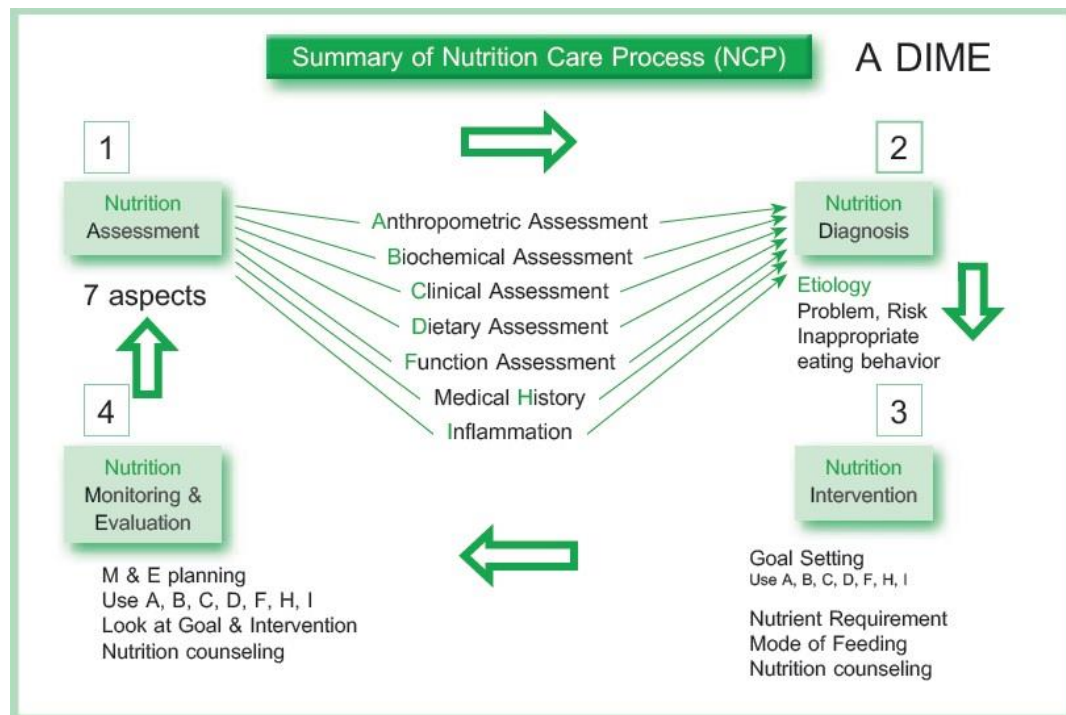 Summary of Nutrition Care Process (NCP)
A DIME
1
Nutrition
Assessment
7 aspects
Anthropometric Assessment
Biochemical Assessment
Clinical Assessment
Dietary Assessment
Function Assessment
Medical History
Inflammation
2
Nutrition
Diagnosis
Etiology
Problem, Risk
Inappropriate
eating behavior
3
Nutrition
Intervention
Goal Setting
Use A, B, C, D, F, H, I
Nutrient Requirement
Mode of Feeding
Nutrition counseling
4
Nutrition
Monitoring &
Evaluation
M & E planning
Use A, B, C, D, F, H, I
Look at Goal & Intervention
Nutrition counseling